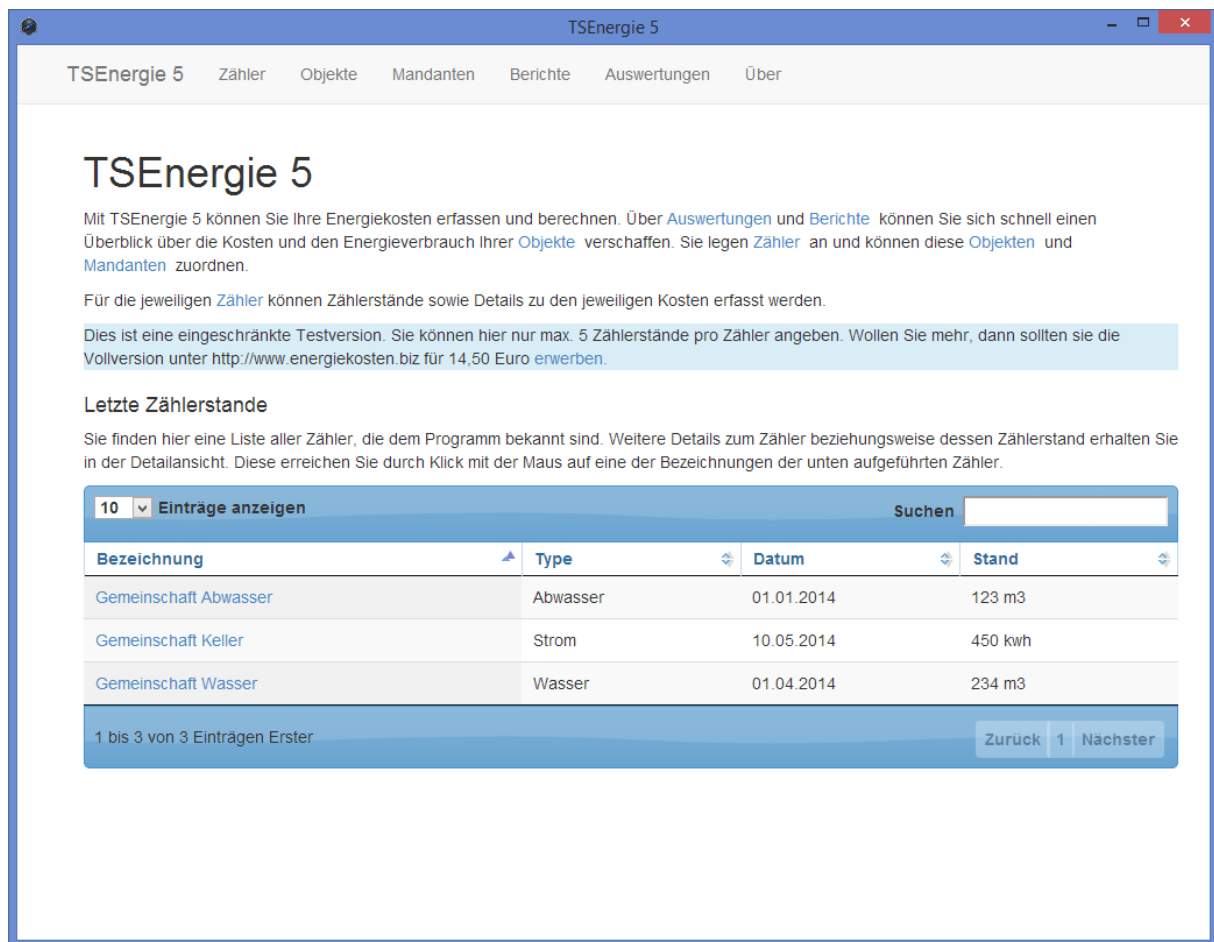 TSEnergie 5
TSEnergie 5 Zähler Objekte Mandanten Berichte Auswertungen Über
TSEnergie 5
Mit TSEnergie 5 können Sie Ihre Energiekosten erfassen und berechnen. Über Auswertungen und Berichte können Sie sich schnell einen
Überblick über die Kosten und den Energieverbrauch Ihrer Objekte verschaffen. Sie legen Zähler an und können diese Objekten und
Mandanten zuordnen.
Für die jeweiligen Zähler können Zählerstände sowie Details zu den jeweiligen Kosten erfasst werden.
Dies ist eine eingeschränkte Testversion. Sie können hier nur max. 5 Zählerstände pro Zähler angeben. Wollen Sie mehr, dann sollten sie die
Vollversion unter http://www.energiekosten.biz für 14,50 Euro erwerben.
Letzte Zählerstande
Sie finden hier eine Liste aller Zähler, die dem Programm bekannt sind. Weitere Details zum Zähler beziehungsweise dessen Zählerstand erhalten Sie
in der Detailansicht. Diese erreichen Sie durch Klick mit der Maus auf eine der Bezeichnungen der unten aufgeführten Zähler.
10 Einträge anzeigen Suchen
Bezeichnung Type Datum Stand
Gemeinschaft Abwasser Abwasser 01.01.2014 123 m3
Gemeinschaft Keller Strom 10.05.2014 450 kwh
Gemeinschaft Wasser Wasser 01.04.2014 234 m3
1 bis 3 von 3 Einträgen Erster Zurück 1 Nächster